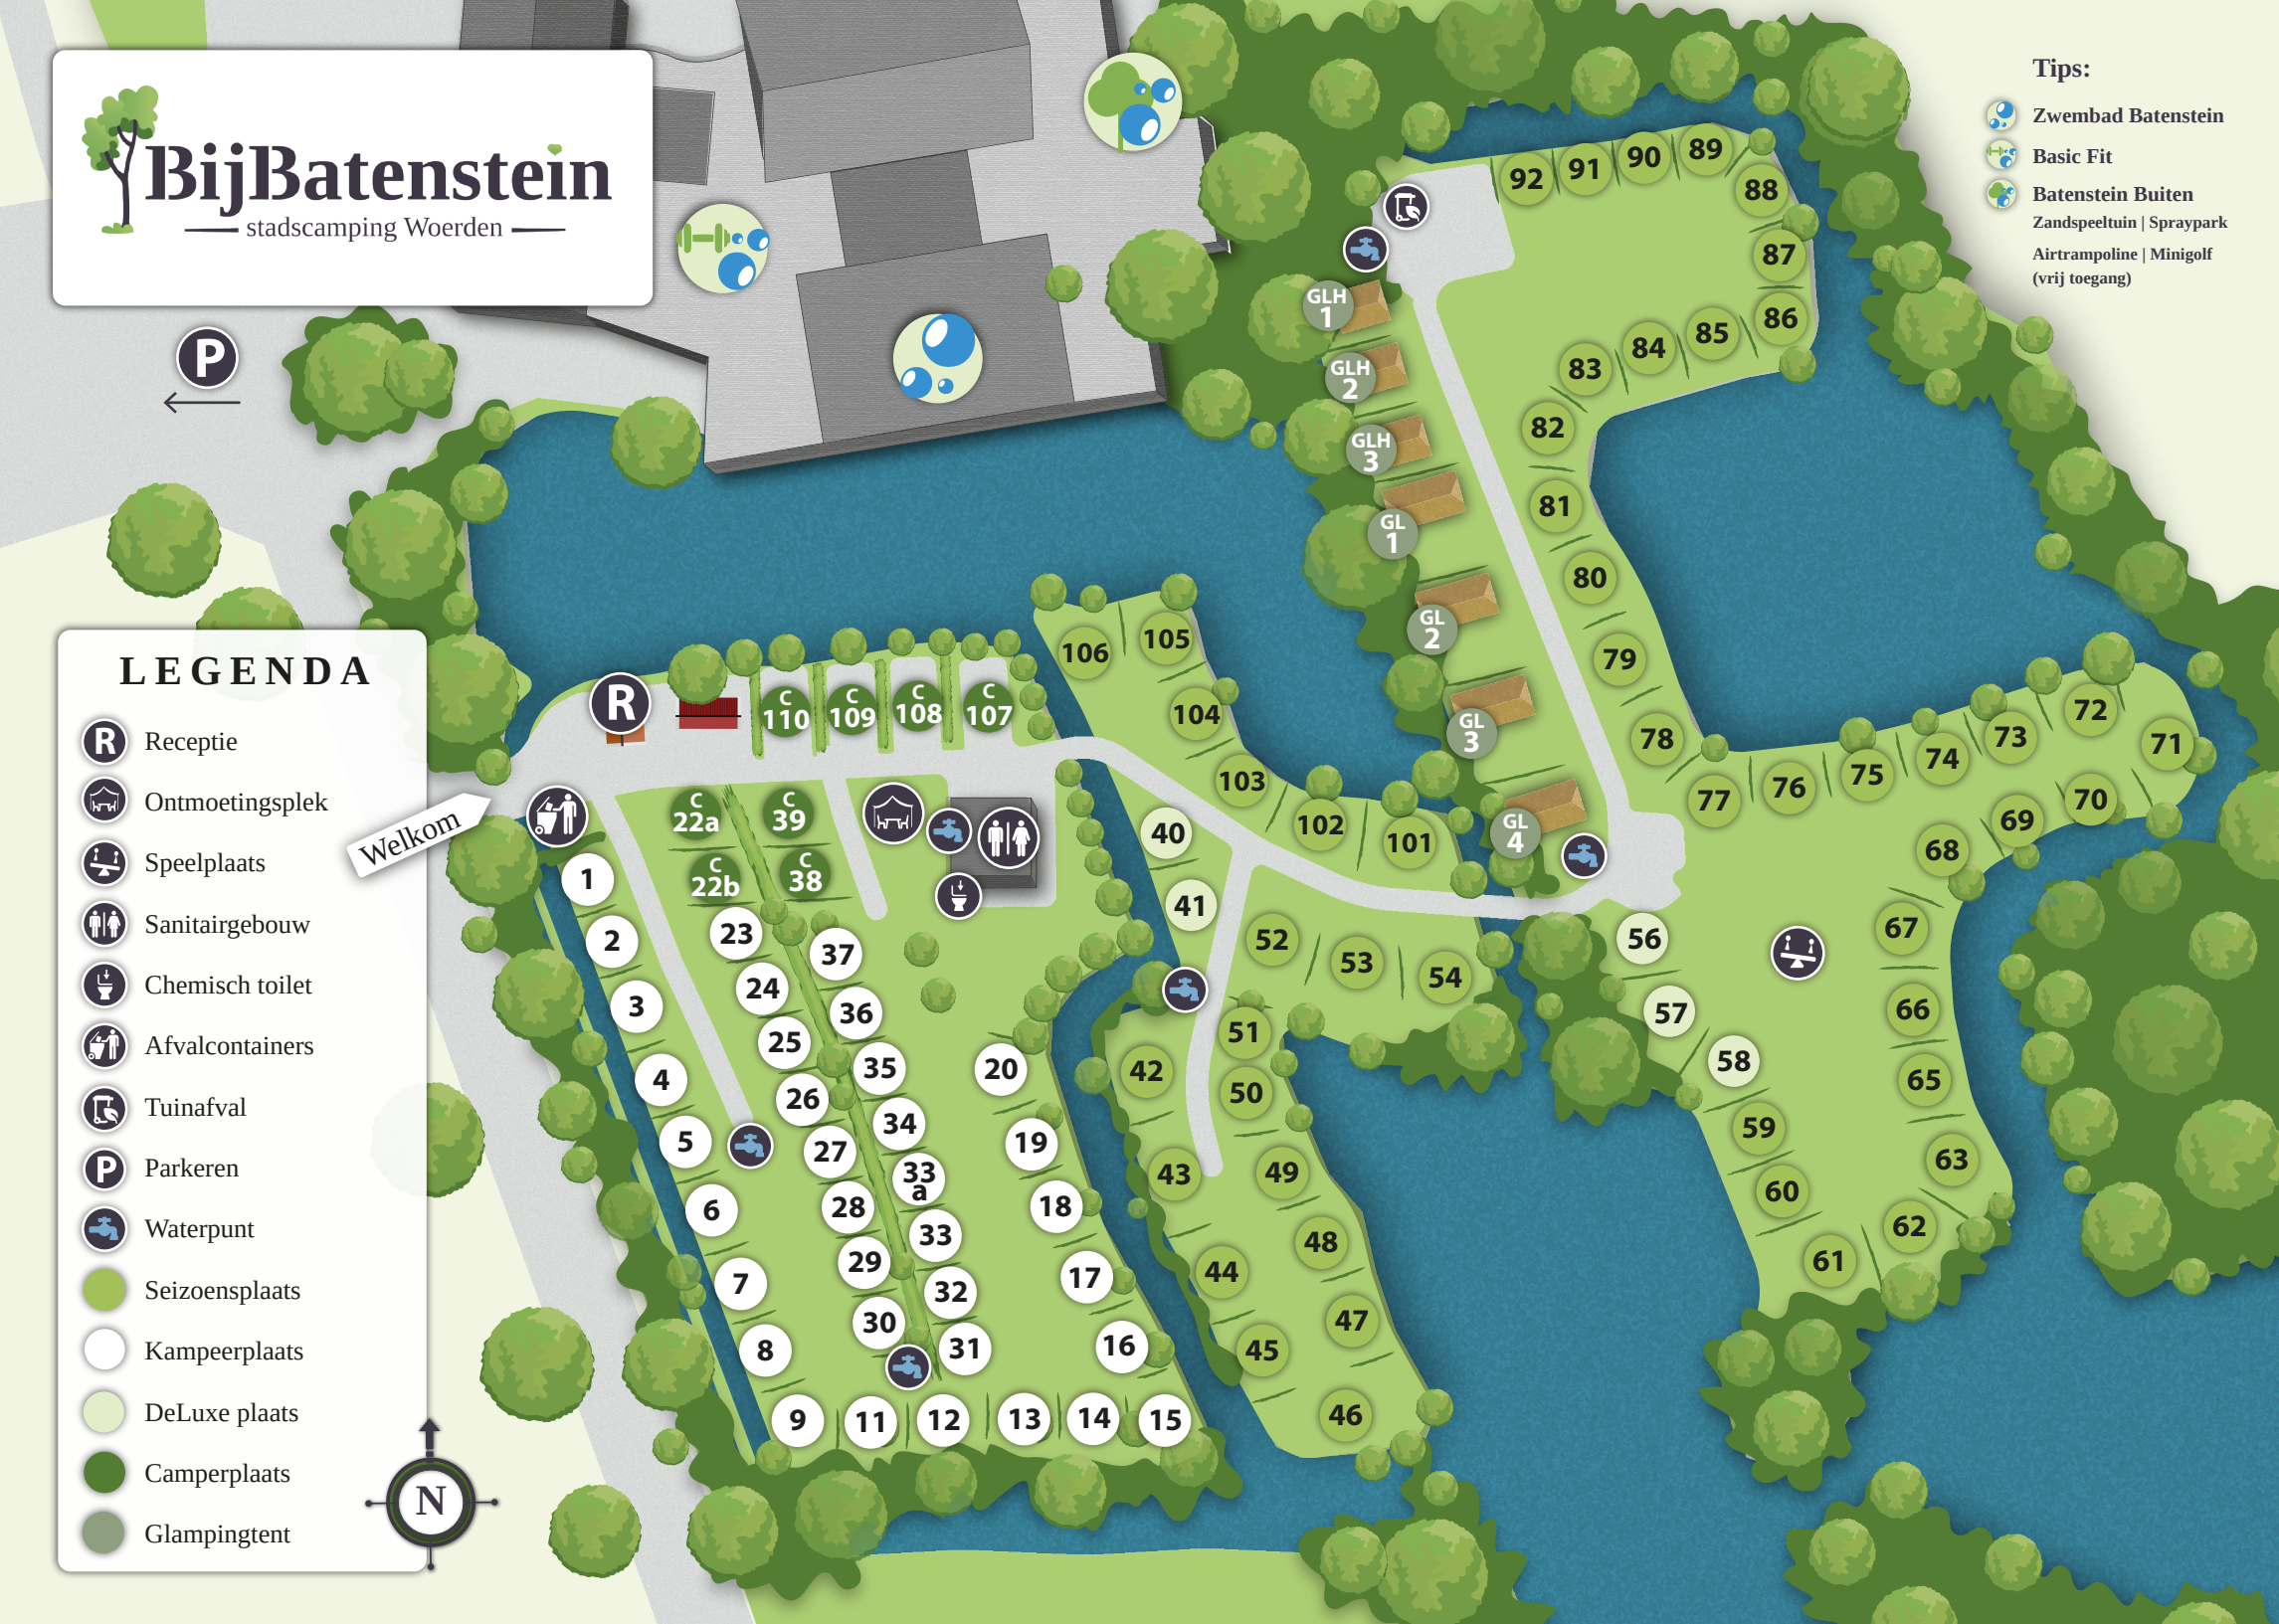 BijBatenstein
stadscamping Woerden
P
Tips:
Zwembad Batenstein
Basic Fit
Batenstein Buiten
Zandspeeltuin | Spraypark
Airtrampoline | Minigolf
(vrij toegang)
LEGENDA
R Receptie
Ontmoetingsplek
Speelplaats
Sanitairgebouw
Chemisch toilet
Afvalcontainers
Tuinafval
P Parkeren
Waterpunt
Seizoensplaats
Kampeerplaats
DeLuxe plaats
Camperplaats
Glampingtent
N
Welkom
R
C 110
C 109
C 108
C 107
C 22a
C 39
C 22b
C 38
1
2
3
4
5
6
7
8
9
11
12
13
14
15
16
17
18
19
20
23
24
25
26
27
28
29
30
31
32
33
33 a
34
35
36
37
40
41
42
43
44
45
46
47
48
49
50
51
52
53
54
56
57
58
59
60
61
62
63
65
66
67
68
69
70
71
72
73
74
75
76
77
78
79
80
81
82
83
84
85
86
87
88
89
90
91
92
101
102
103
104
105
106
GLH 1
GLH 2
GLH 3
GL 1
GL 2
GL 3
GL 4